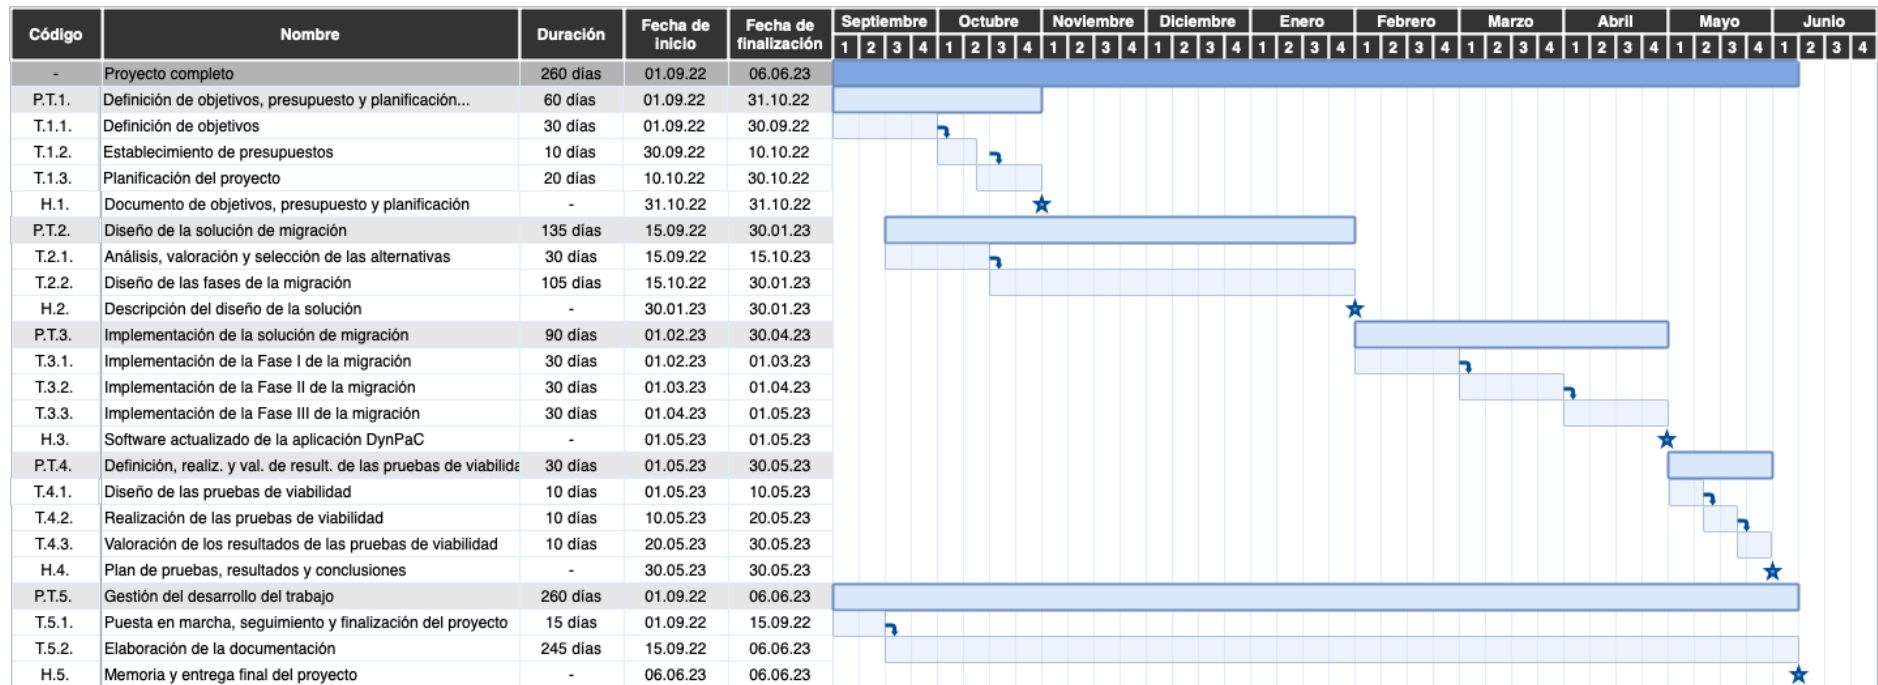 Código Nombre Duración Fecha de inicio Fecha de finalización Septiembre Octubre Noviembre Diciembre Enero Febrero Marzo Abril Mayo Junio
1 2 3 4 1 2 3 4 1 2 3 4 1 2 3 4 1 2 3 4 1 2 3 4 1 2 3 4 1 2 3 4 1 2 3 4 1 2 3 4
- Proyecto completo 260 días 01.09.22 06.06.23
P.T.1. Definición de objetivos, presupuesto y planificación... 60 días 01.09.22 31.10.22
T.1.1. Definición de objetivos 30 días 01.09.22 30.09.22
T.1.2. Establecimiento de presupuestos 10 días 30.09.22 10.10.22
T.1.3. Planificación del proyecto 20 días 10.10.22 30.10.22
H.1. Documento de objetivos, presupuesto y planificación - 31.10.22 31.10.22
P.T.2. Diseño de la solución de migración 135 días 15.09.22 30.01.23
T.2.1. Análisis, valoración y selección de las alternativas 30 días 15.09.22 15.10.23
T.2.2. Diseño de las fases de la migración 105 días 15.10.22 30.01.23
H.2. Descripción del diseño de la solución - 30.01.23 30.01.23
P.T.3. Implementación de la solución de migración 90 días 01.02.23 30.04.23
T.3.1. Implementación de la Fase I de la migración 30 días 01.02.23 01.03.23
T.3.2. Implementación de la Fase II de la migración 30 días 01.03.23 01.04.23
T.3.3. Implementación de la Fase III de la migración 30 días 01.04.23 01.05.23
H.3. Software actualizado de la aplicación DynPaC - 01.05.23 01.05.23
P.T.4. Definición, realiz. y val. de result. de las pruebas de viabilida 30 días 01.05.23 30.05.23
T.4.1. Diseño de las pruebas de viabilidad 10 días 01.05.23 10.05.23
T.4.2. Realización de las pruebas de viabilidad 10 días 10.05.23 20.05.23
T.4.3. Valoración de los resultados de las pruebas de viabilidad 10 días 20.05.23 30.05.23
H.4. Plan de pruebas, resultados y conclusiones - 30.05.23 30.05.23
P.T.5. Gestión del desarrollo del trabajo 260 días 01.09.22 06.06.23
T.5.1. Puesta en marcha, seguimiento y finalización del proyecto 15 días 01.09.22 15.09.22
T.5.2. Elaboración de la documentación 245 días 15.09.22 06.06.23
H.5. Memoria y entrega final del proyecto - 06.06.23 06.06.23